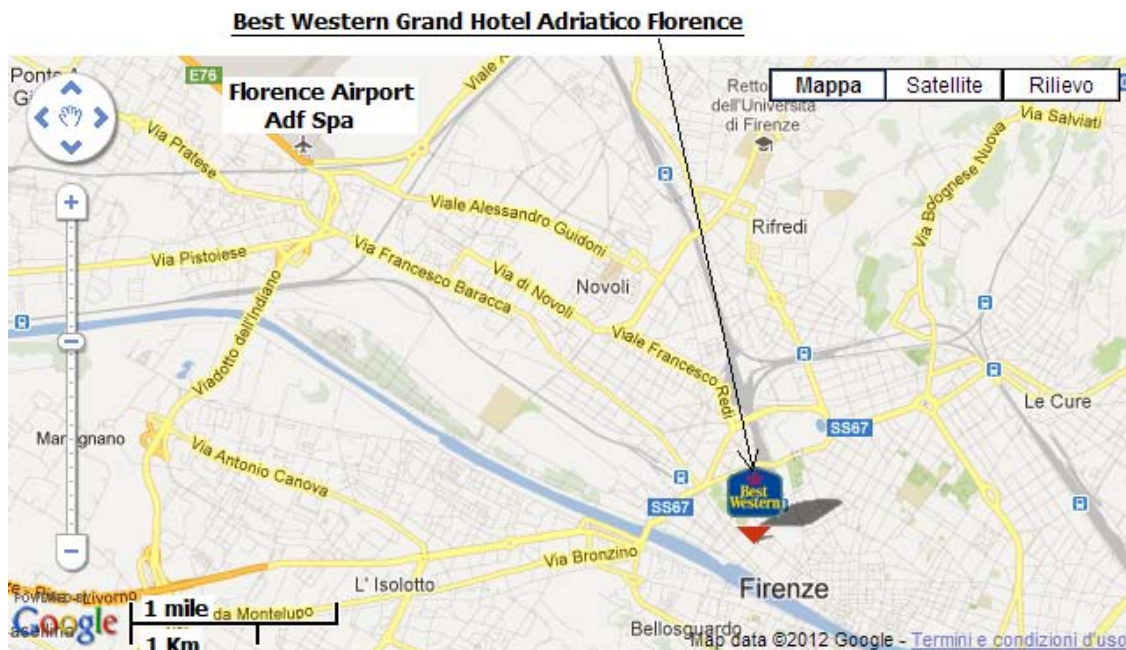 Best Western Grand Hotel Adriatico Florence
E76
Viale
Florence Airport
Adf Spa
Retto
dell'Università
di Firenze
Mappa
Satellite
Rilievo
Via Salviati
Via Pratese
Via Bolognese Nuova
Viale Alessandro Guidoni
Rifredi
Via Pistoiese
Via Francesco Baracca
Via di Novoli
Novoli
Viadotto dell'Indiano
Viale Francesco Redi
Le Cure
SS67
Via Antonio Canova
Best
Western
SS67
Via Bronzino
L' Isolotto
Firenze
Livorno
Google
1 mile
da Montelupo
1 Km
Bellosguardo
Map data ©2012 Google - Termini e condizioni d'uso